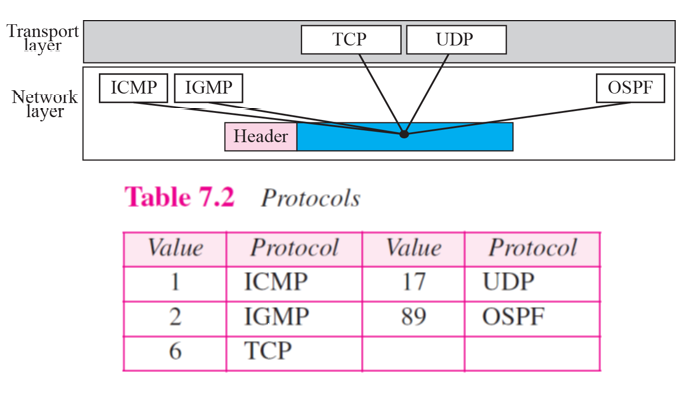 Transport
layer
TCP
UDP
Network
layer
ICMP
IGMP
OSPF
Header
Table 7.2 Protocols
Value Protocol Value Protocol
1 ICMP 17 UDP
2 IGMP 89 OSPF
6 TCP